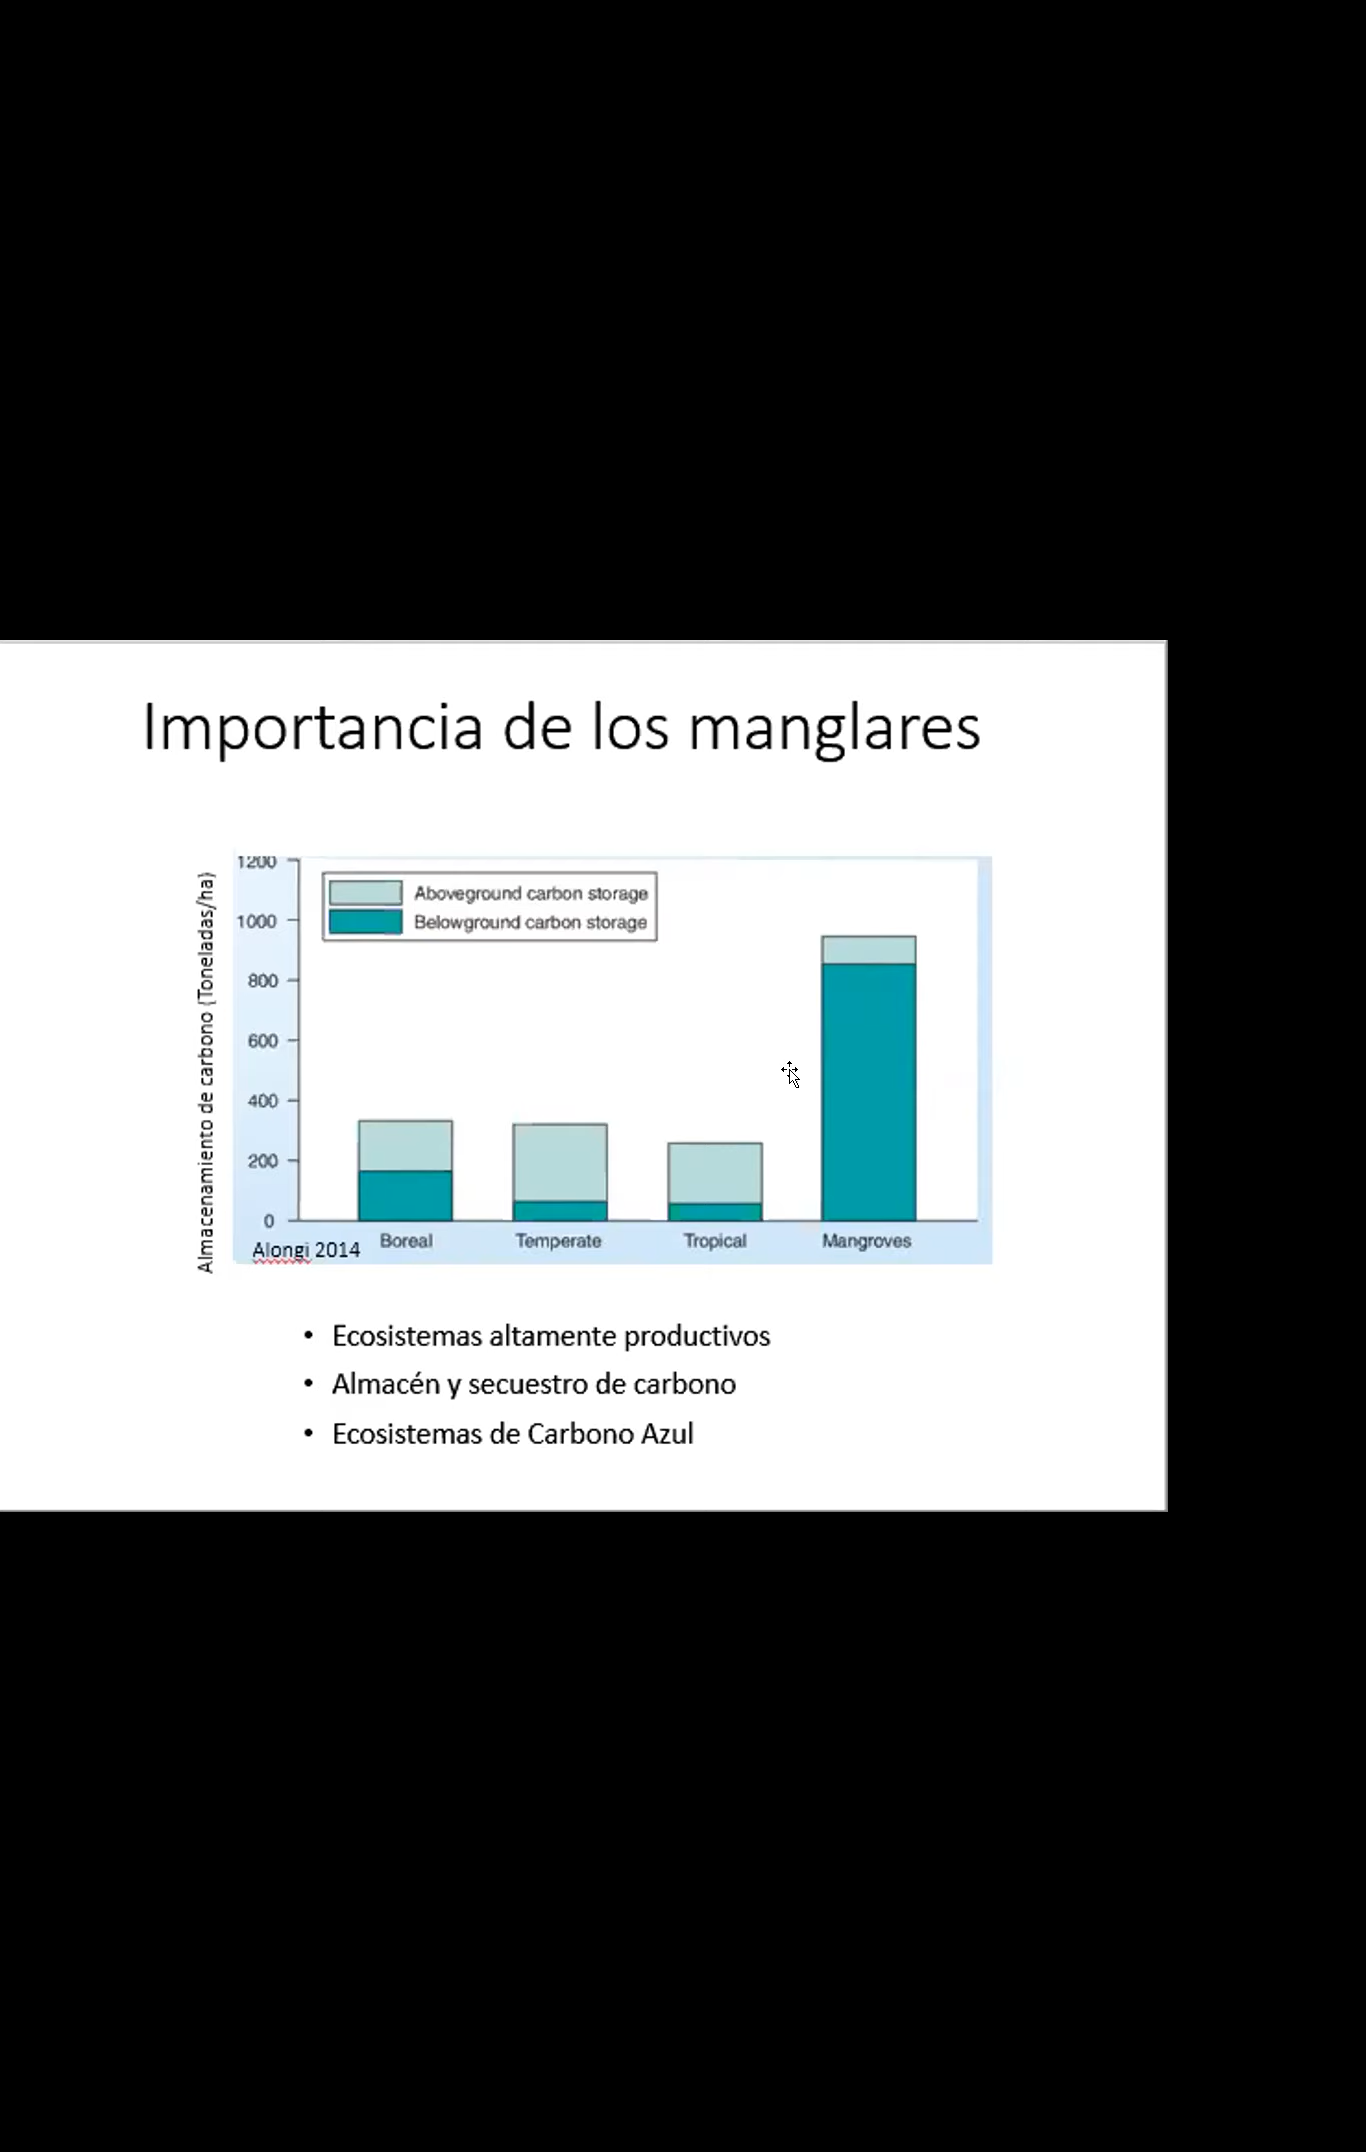 Importancia de los manglares
Almacenamiento de carbono (Toneladas/ha)
1200
1000
800
600
400
200
0
Aboveground carbon storage
Belowground carbon storage
Boreal
Temperate
Tropical
Mangroves
Alongi 2014
• Ecosistemas altamente productivos
• Almacén y secuestro de carbono
• Ecosistemas de Carbono Azul